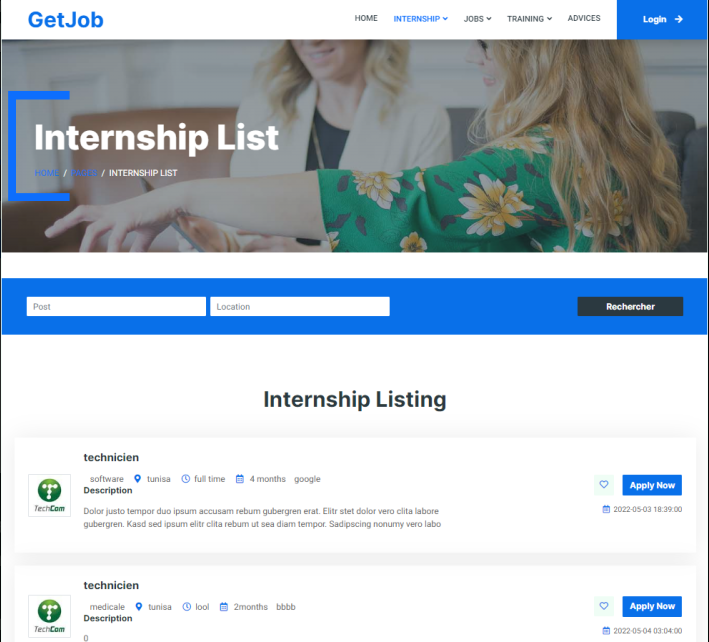 GetJob
HOME INTERNSHIP JOBS TRAINING ADVICES Login
Internship List
HOME / PAGES / INTERNSHIP LIST
Post Location Rechercher
Internship Listing
technicien
software tunisa full time 4 months google
Description
Apply Now
TechCom
Dolor justo tempor duo ipsum accusam rebum gubergren erat. Elitr stet dolor vero clita labore
gubergren. Kasd sed ipsum elitr clita rebum ut sea diam tempor. Sadipscing nonumy vero labo
2022-05-03 18:39:00
technicien
medicale tunisa lool 2months bbbb
Description
Apply Now
TechCom
0
2022-05-04 03:04:00